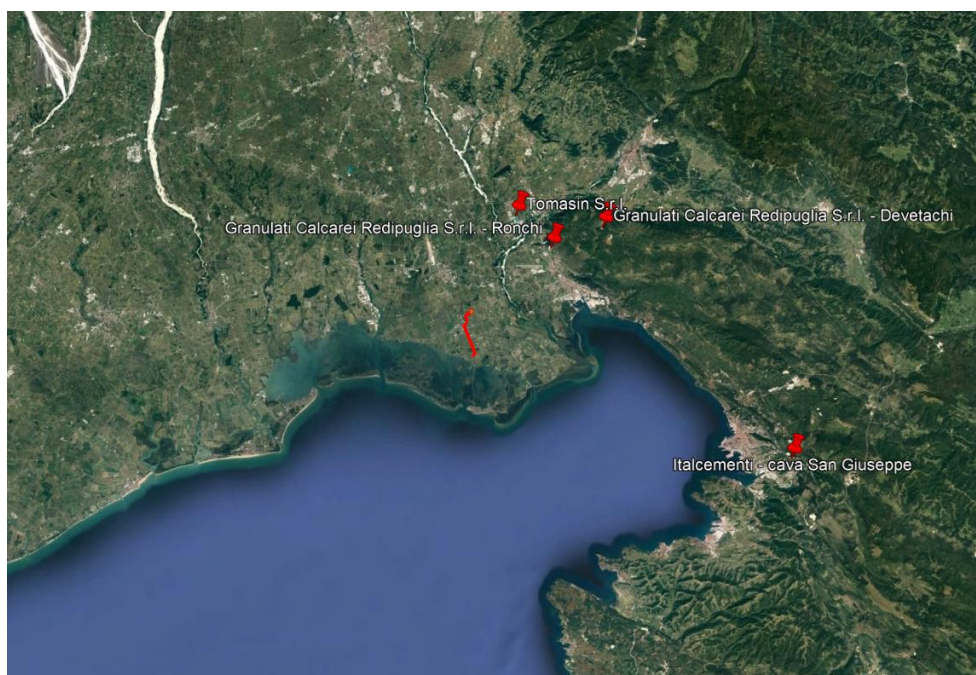 Tomasin S.r.l.
Granulati Calcarei Redipuglia S.r.l. - Devetachi
Granulati Calcarei Redipuglia S.r.l. - Ronchi
Italcementi - cava San Giuseppe